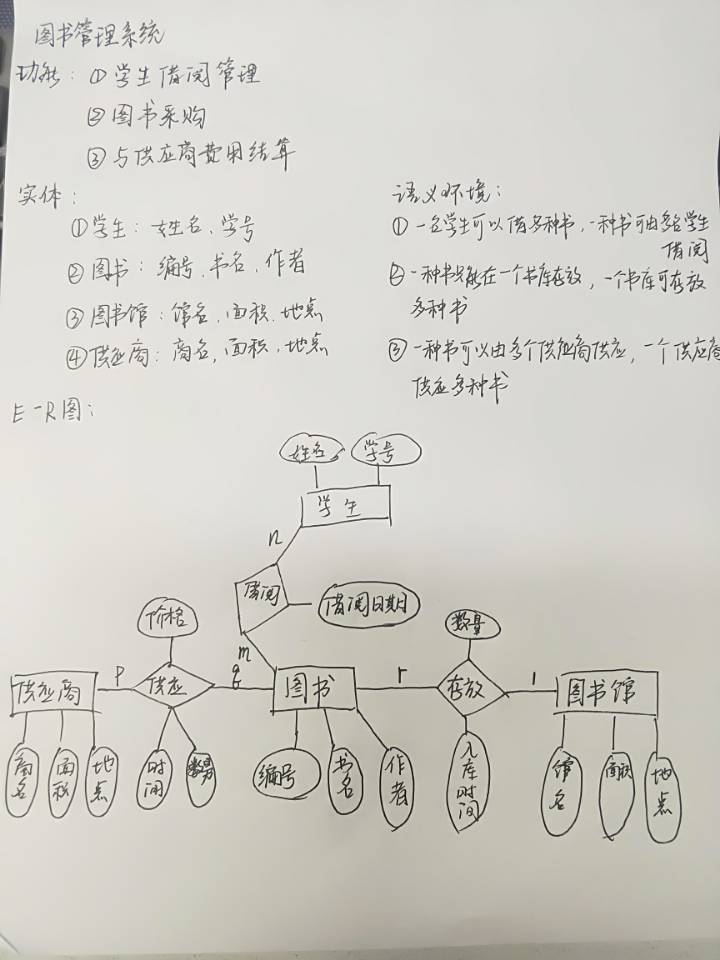 图书管理系统
功能：①学生借阅管理
②图书采购
③与供应商费用结算
实体：
①学生：姓名、学号
②图书：编号、书名、作者
③图书馆：馆名、面积、地点
④供应商：商名，面积、地点
语义环境：
①一名学生可以借多种书，一种书可由多名学生
借阅
②一种书只能在一个书库存放，一个书库可存放
多种书
③一种书可以由多个供应商供应，一个供应商
供应多种书
E-R图：
姓名 学号
学生
n
借阅 借阅日期
m
价格 数量
供应商 P 供应 q 图书 r 存放 1 图书馆
商名 面积 地点 时间 数量 编号 书名 作者 入库时间 馆名 面积 地点